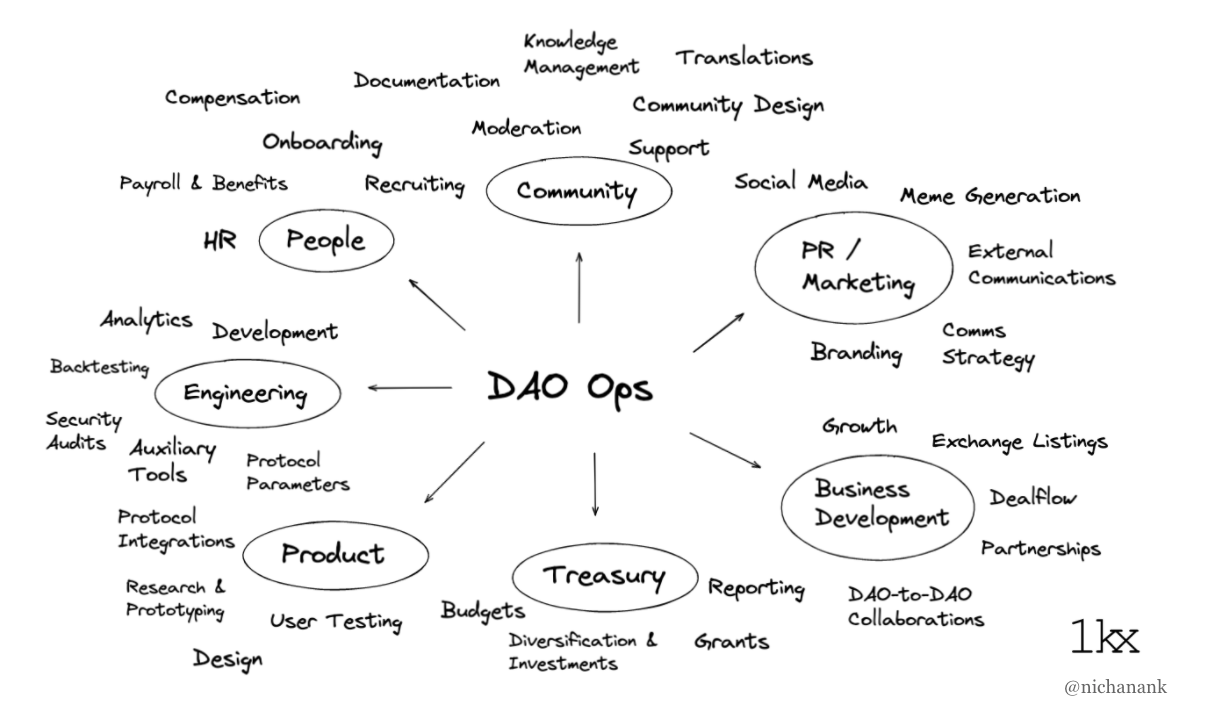 Knowledge
Management
Translations
Documentation
Compensation
Community Design
Moderation
Onboarding
Support
Payroll & Benefits
Recruiting
Community
Social Media
Meme Generation
HR
People
PR /
Marketing
External
Communications
Analytics
Development
Branding
Comms
Strategy
Backtesting
Engineering
DAO Ops
Security
Audits
Auxiliary
Tools
Protocol
Parameters
Growth
Exchange Listings
Business
Development
Dealflow
Partnerships
DAO-to-DAO
Collaborations
Protocol
Integrations
Product
Research &
Prototyping
User Testing
Design
Treasury
Budgets
Reporting
Diversification &
Investments
Grants
1kx
@nichanank